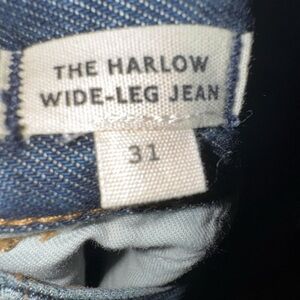 THE HARLOW
WIDE-LEG JEAN
31